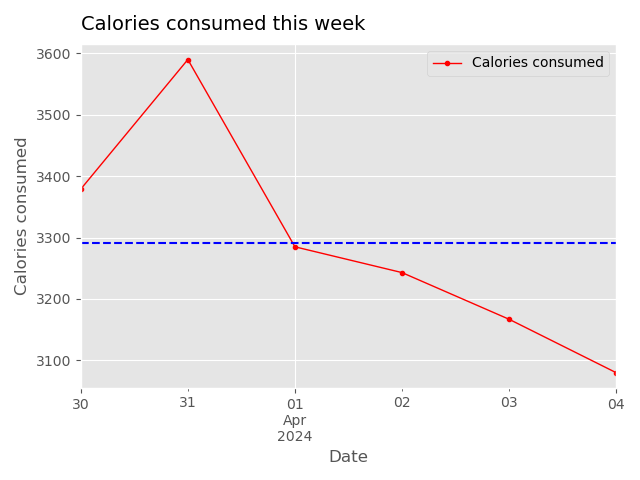 Calories consumed this week
Calories consumed
3600
3500
3400
3300
3200
3100
Calories consumed
30
31
01
Apr
2024
02
03
04
Date